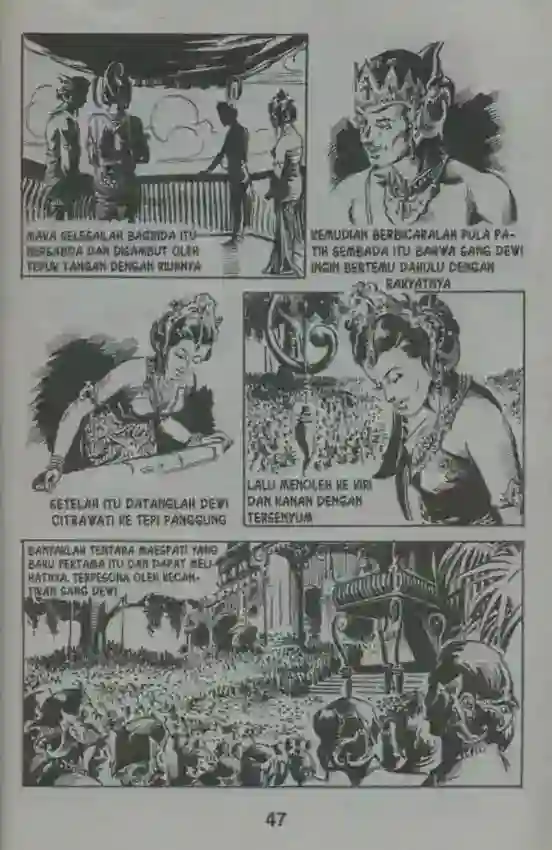 MAKA SELESAILAH BAGINDA ITU
BERSABDA DAN DISAMBUT OLEH
TEPUK TANGAN DENGAN RIUHNYA
KEMUDIAN BERBICARALAH PULA PA-
TIH SEMBADA ITU BAHWA SANG DEWI
INGIN BERTEMU DAHULU DENGAN
RAKYATNYA
SETELAH ITU DATANGLAH DEWI
CITRAWATI KE TEPI PANGGUNG
LALU MENOLEH KE KIRI
DAN KANAN DENGAN
TERSENYUM
BANYAKLAH TENTARA MAESPATI YANG
BARU PERTAMA ITU DAPAT MELI-
HATNYA. TERPESONA OLEH KECAN-
TIKAN SANG DEWI
47